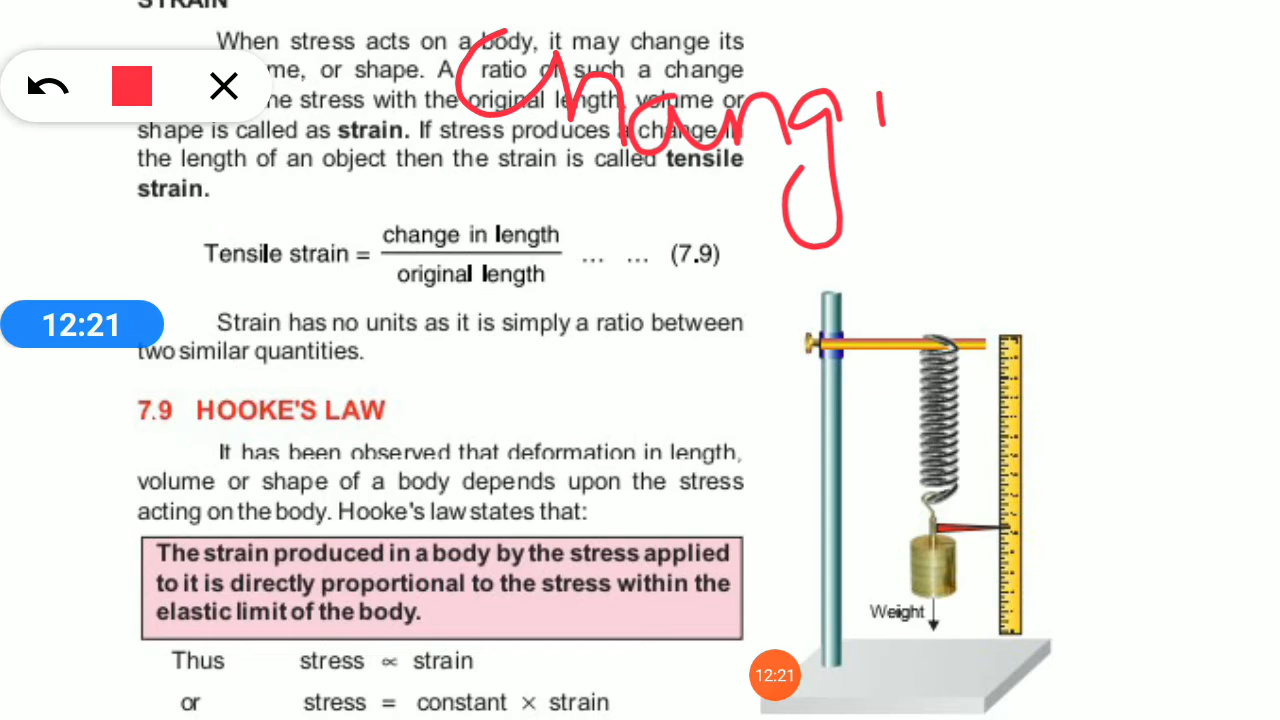 STRAIN
When stress acts on a body, it may change its
me, or shape. A ratio of such a change
he stress with the original length, volume or
shape is called as strain. If stress produces a change in
the length of an object then the strain is called tensile
strain.
Chang
Tensile strain = change in length / original length ... ... (7.9)
12:21
Strain has no units as it is simply a ratio between
two similar quantities.
7.9 HOOKE'S LAW
It has been observed that deformation in length,
volume or shape of a body depends upon the stress
acting on the body. Hooke's law states that:
The strain produced in a body by the stress applied
to it is directly proportional to the stress within the
elastic limit of the body.
Weight
Thus stress ∝ strain
12:21
or stress = constant × strain